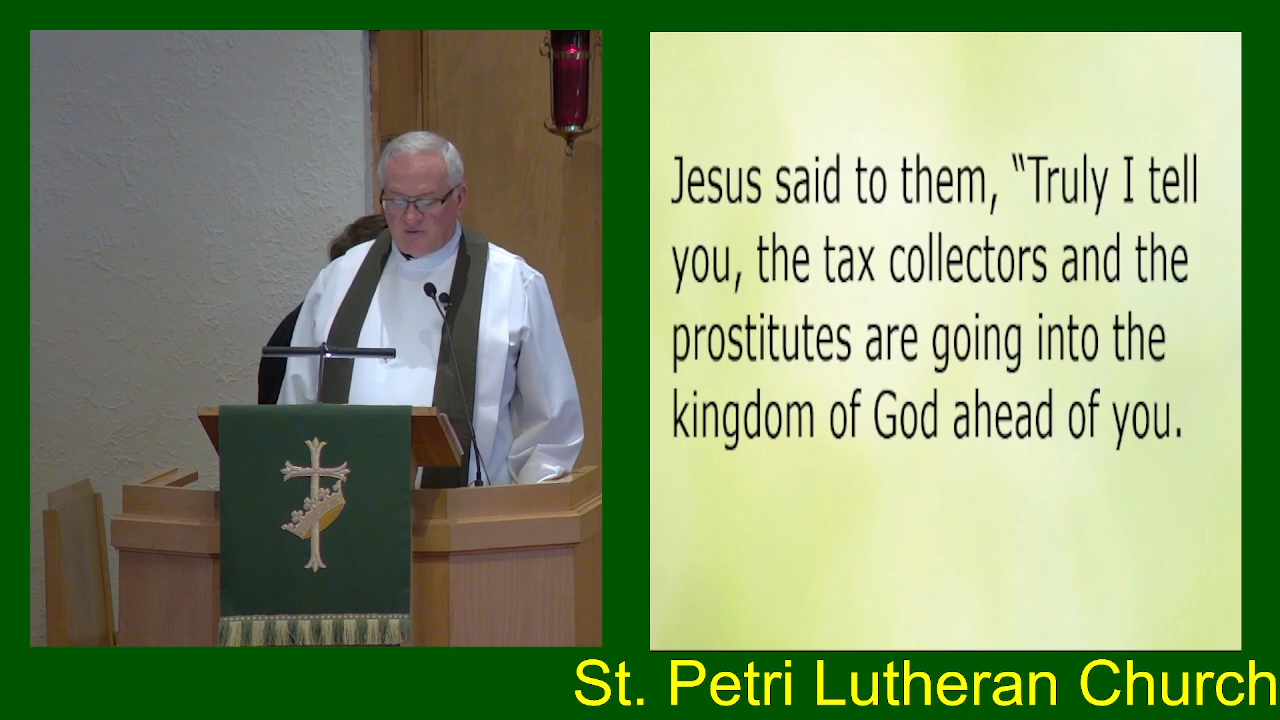 Jesus said to them, “Truly I tell
you, the tax collectors and the
prostitutes are going into the
kingdom of God ahead of you.
St. Petri Lutheran Church